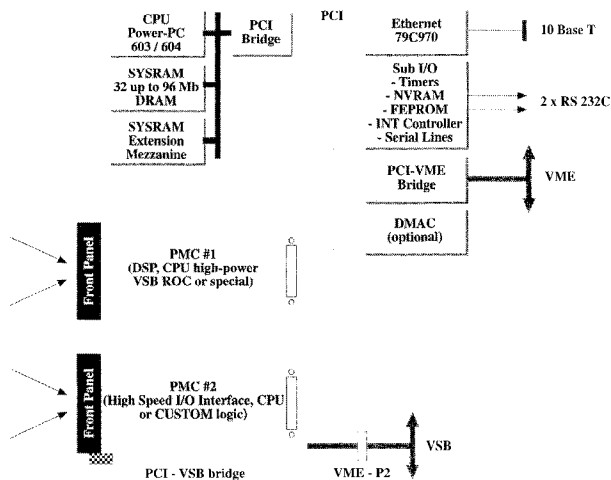 CPU
Power-PC
603 / 604
PCI
Bridge
PCI
Ethernet
79C970
10 Base T
SYSRAM
32 up to 96 Mb
DRAM
Sub I/O
- Timers
- NVRAM
- FEPROM
- INT Controller
- Serial Lines
2 x RS 232C
SYSRAM
Extension
Mezzanine
PCI-VME
Bridge
VME
DMAC
(optional)
Front Panel
PMC #1
(DSP, CPU high-power
VSB ROC or special)
Front Panel
PMC #2
(High Speed I/O Interface, CPU
or CUSTOM logic)
VSB
PCI - VSB bridge
VME - P2